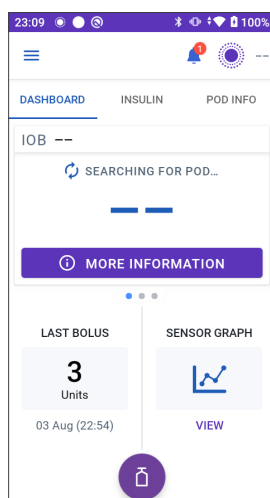 23:09 100%
1
--
DASHBOARD INSULIN POD INFO
IOB --
SEARCHING FOR POD…
— —
MORE INFORMATION
LAST BOLUS SENSOR GRAPH
3
Units
03 Aug (22:54) VIEW